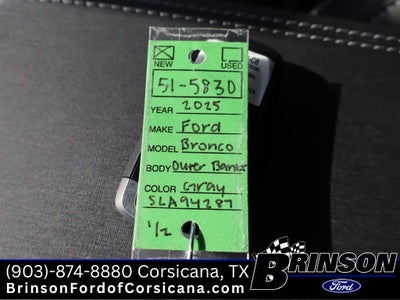 NEW USED
51-5830
YEAR 2025
MAKE Ford
MODEL Bronco
BODY Outer Banks
COLOR Gray
SLA94287
1/2
(903)-874-8880 Corsicana, TX
BrinsonFordofCorsicana.com
BRINSON
Ford